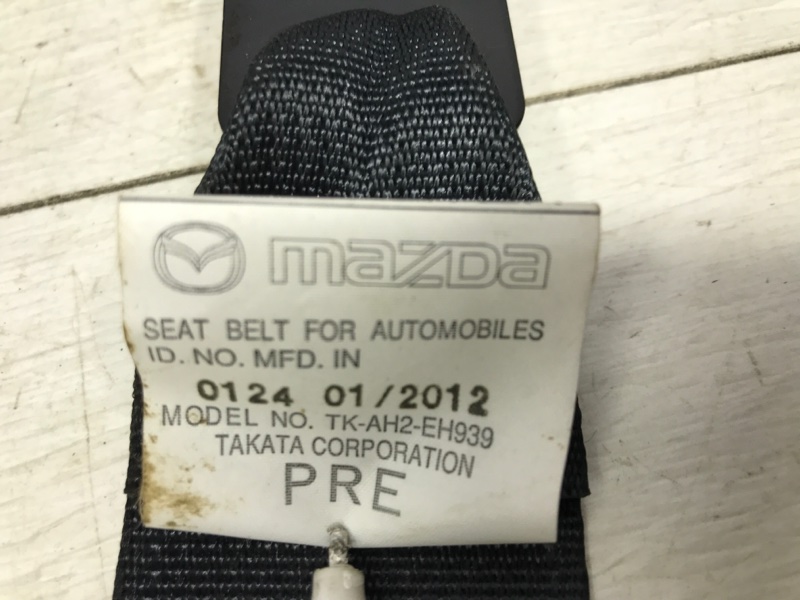 mazda
SEAT BELT FOR AUTOMOBILES
ID. NO. MFD. IN
0124 01/2012
MODEL NO. TK-AH2-EH939
TAKATA CORPORATION
PRE